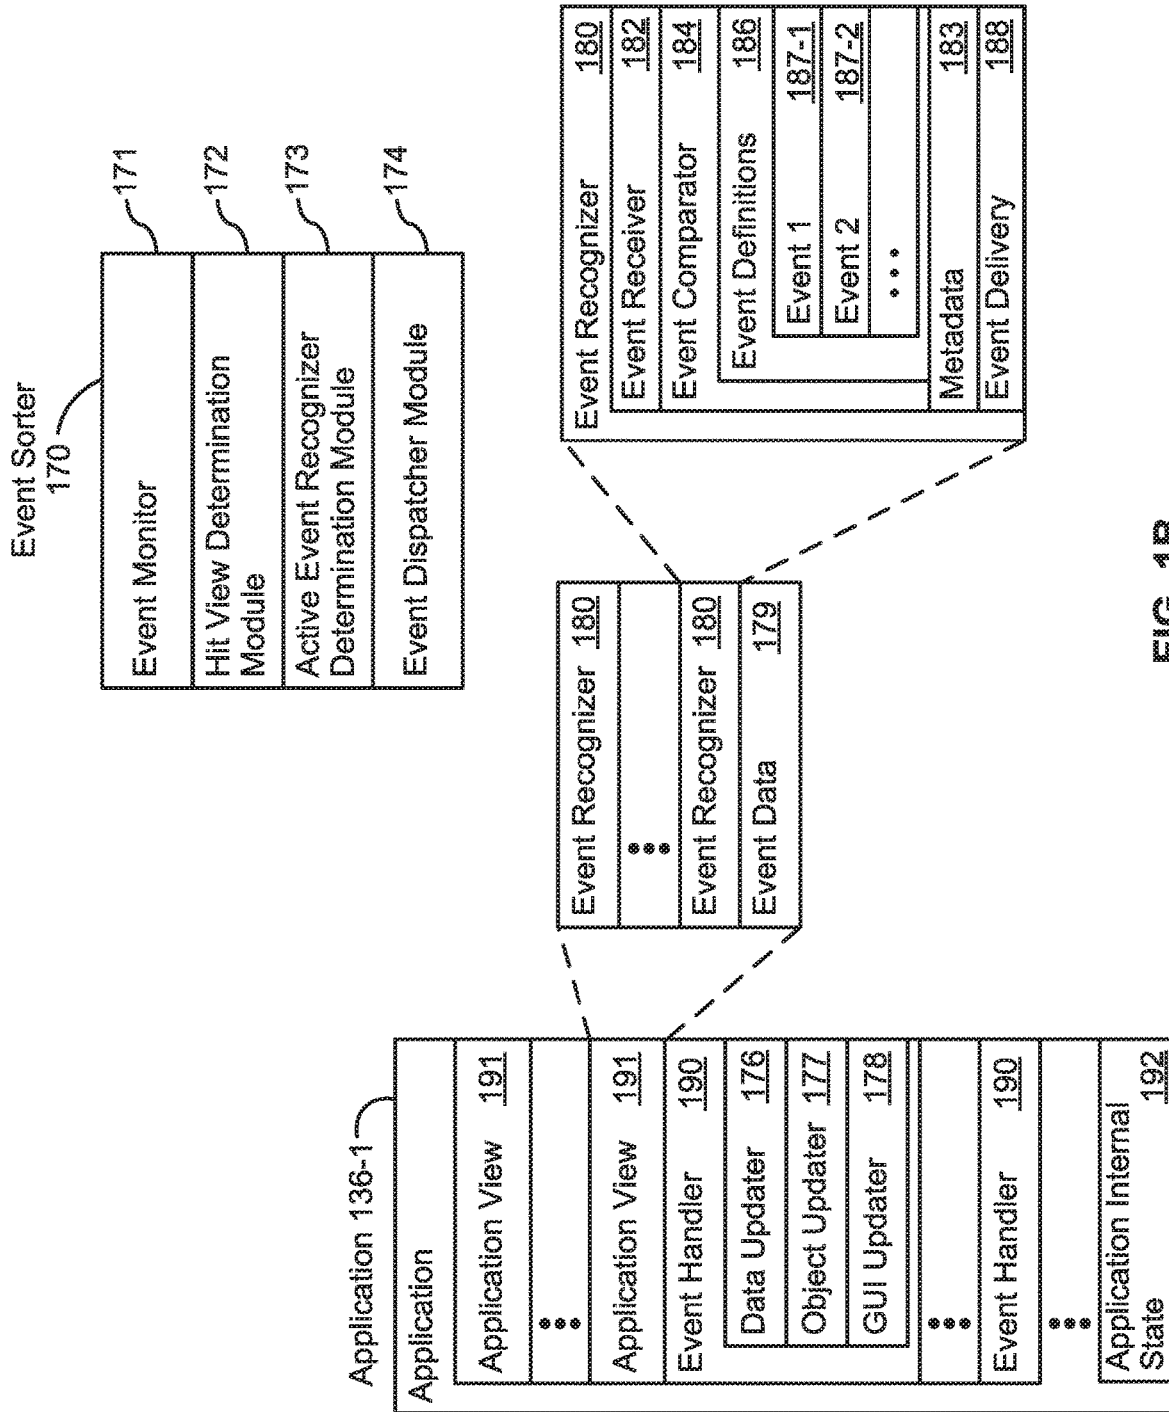 Event Sorter
170
Event Monitor
171
Hit View Determination
Module
172
Active Event Recognizer
Determination Module
173
Event Dispatcher Module
174
Application 136-1
Application
Application View 191
•••
Application View 191
Event Handler 190
Data Updater 176
Object Updater 177
GUI Updater 178
•••
Event Handler 190
•••
Application Internal
State 192
Event Recognizer 180
•••
Event Recognizer 180
Event Data 179
Event Recognizer 180
Event Receiver 182
Event Comparator 184
Event Definitions 186
Event 1 187-1
Event 2 187-2
•••
Metadata 183
Event Delivery 188
FIG. 1B